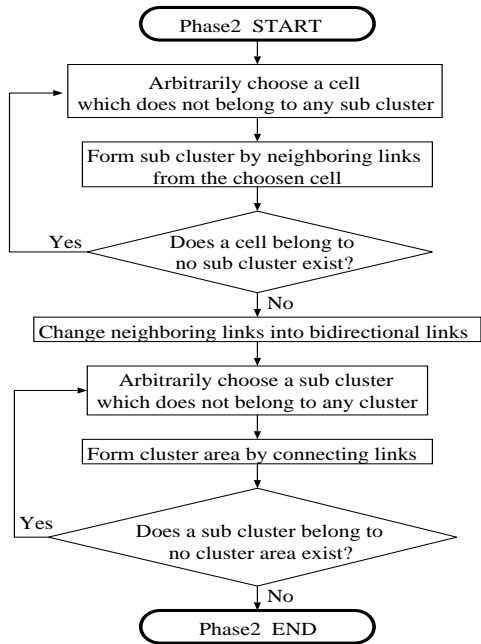 Phase2 START
Arbitrarily choose a cell
which does not belong to any sub cluster
Form sub cluster by neighboring links
from the choosen cell
Yes
Does a cell belong to
no sub cluster exist?
No
Change neighboring links into bidirectional links
Arbitrarily choose a sub cluster
which does not belong to any cluster
Form cluster area by connecting links
Yes
Does a sub cluster belong to
no cluster area exist?
No
Phase2 END